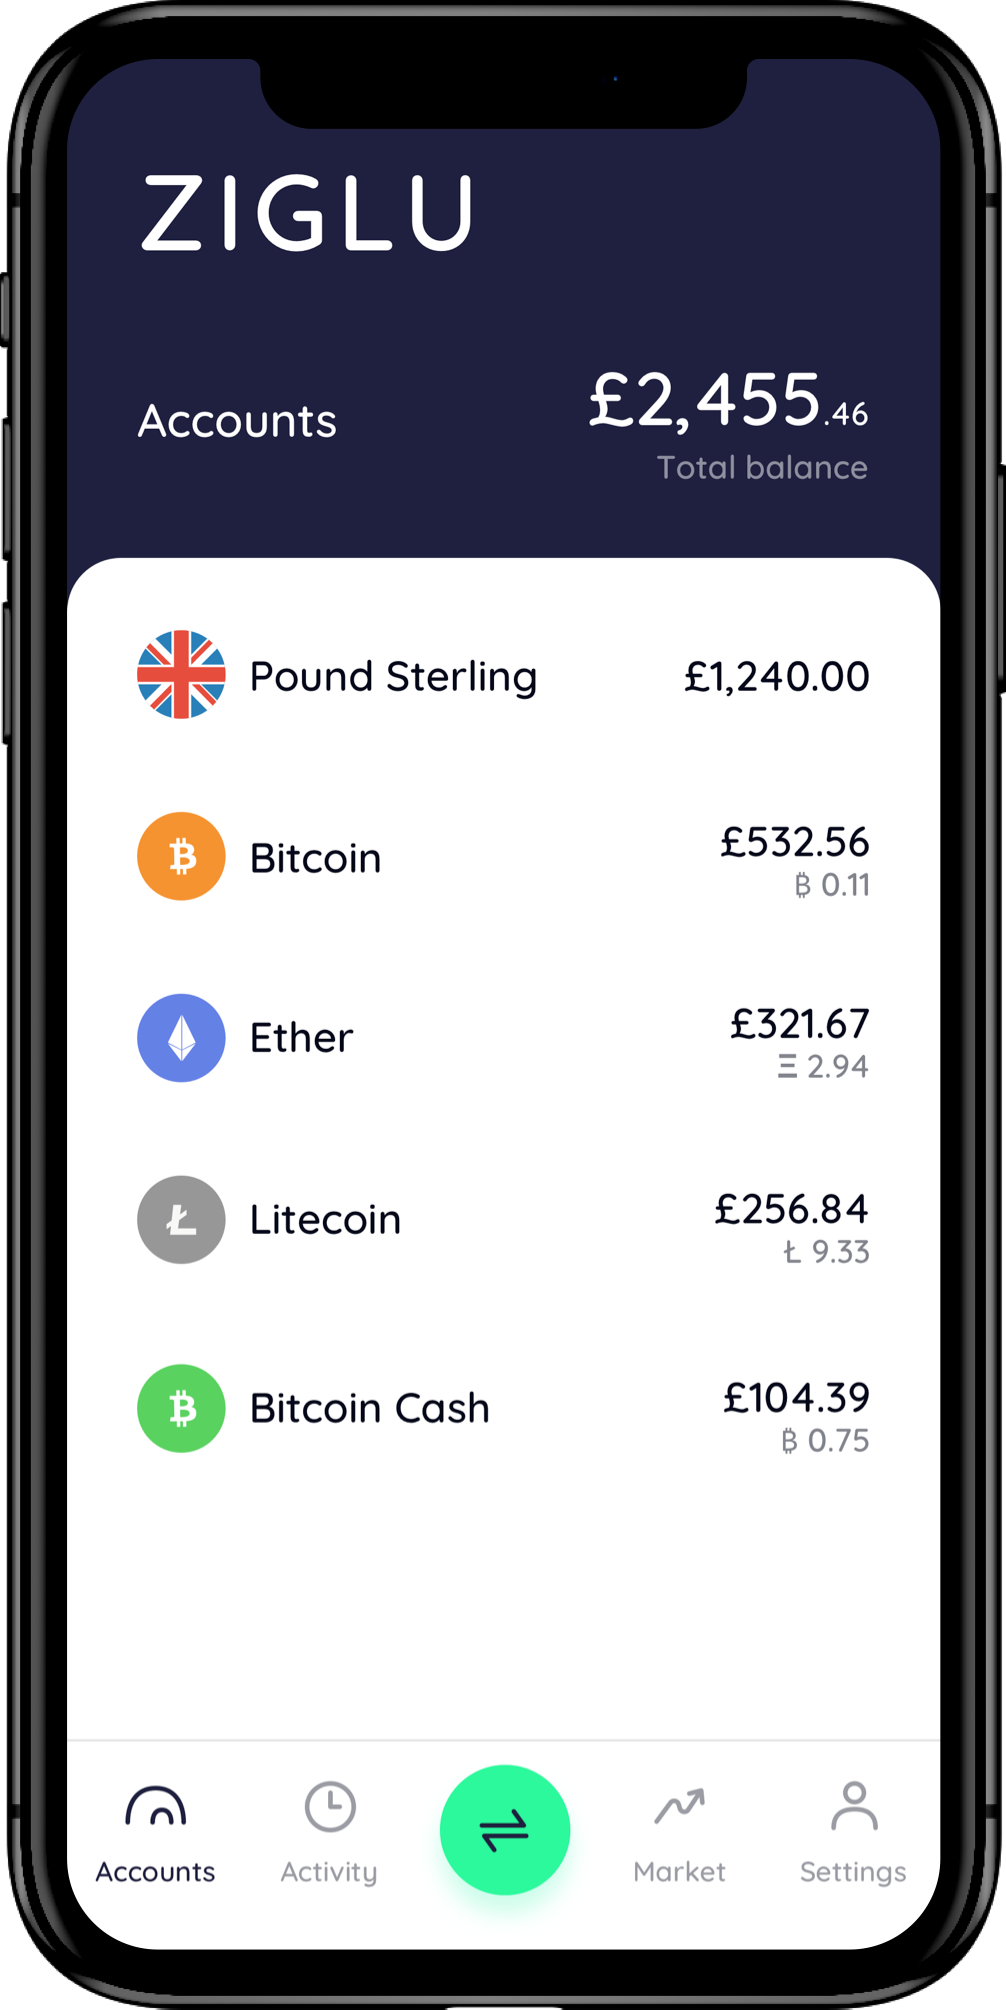 ZIGLU
Accounts
£2,455.46
Total balance
Pound Sterling
£1,240.00
Bitcoin
£532.56
₿ 0.11
Ether
£321.67
Ξ 2.94
Litecoin
£256.84
Ł 9.33
Bitcoin Cash
£104.39
₿ 0.75
Accounts
Activity
Market
Settings